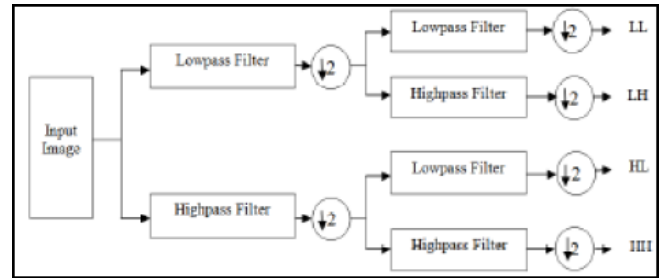 Lowpass Filter ↓2 LL
Lowpass Filter ↓2
Highpass Filter ↓2 LH
Input
Image
Lowpass Filter ↓2 HL
Highpass Filter ↓2
Highpass Filter ↓2 HH